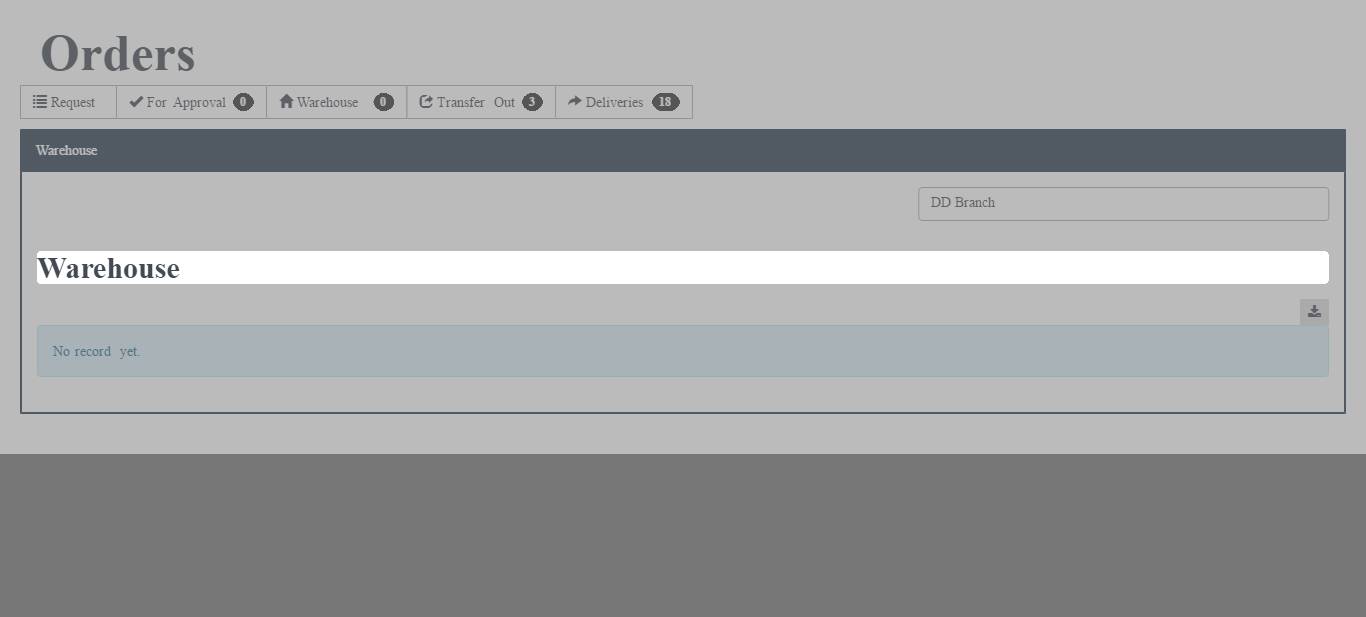 Orders
Request For Approval 0 Warehouse 0 Transfer Out 3 Deliveries 18
Warehouse
DD Branch
Warehouse
No record yet.